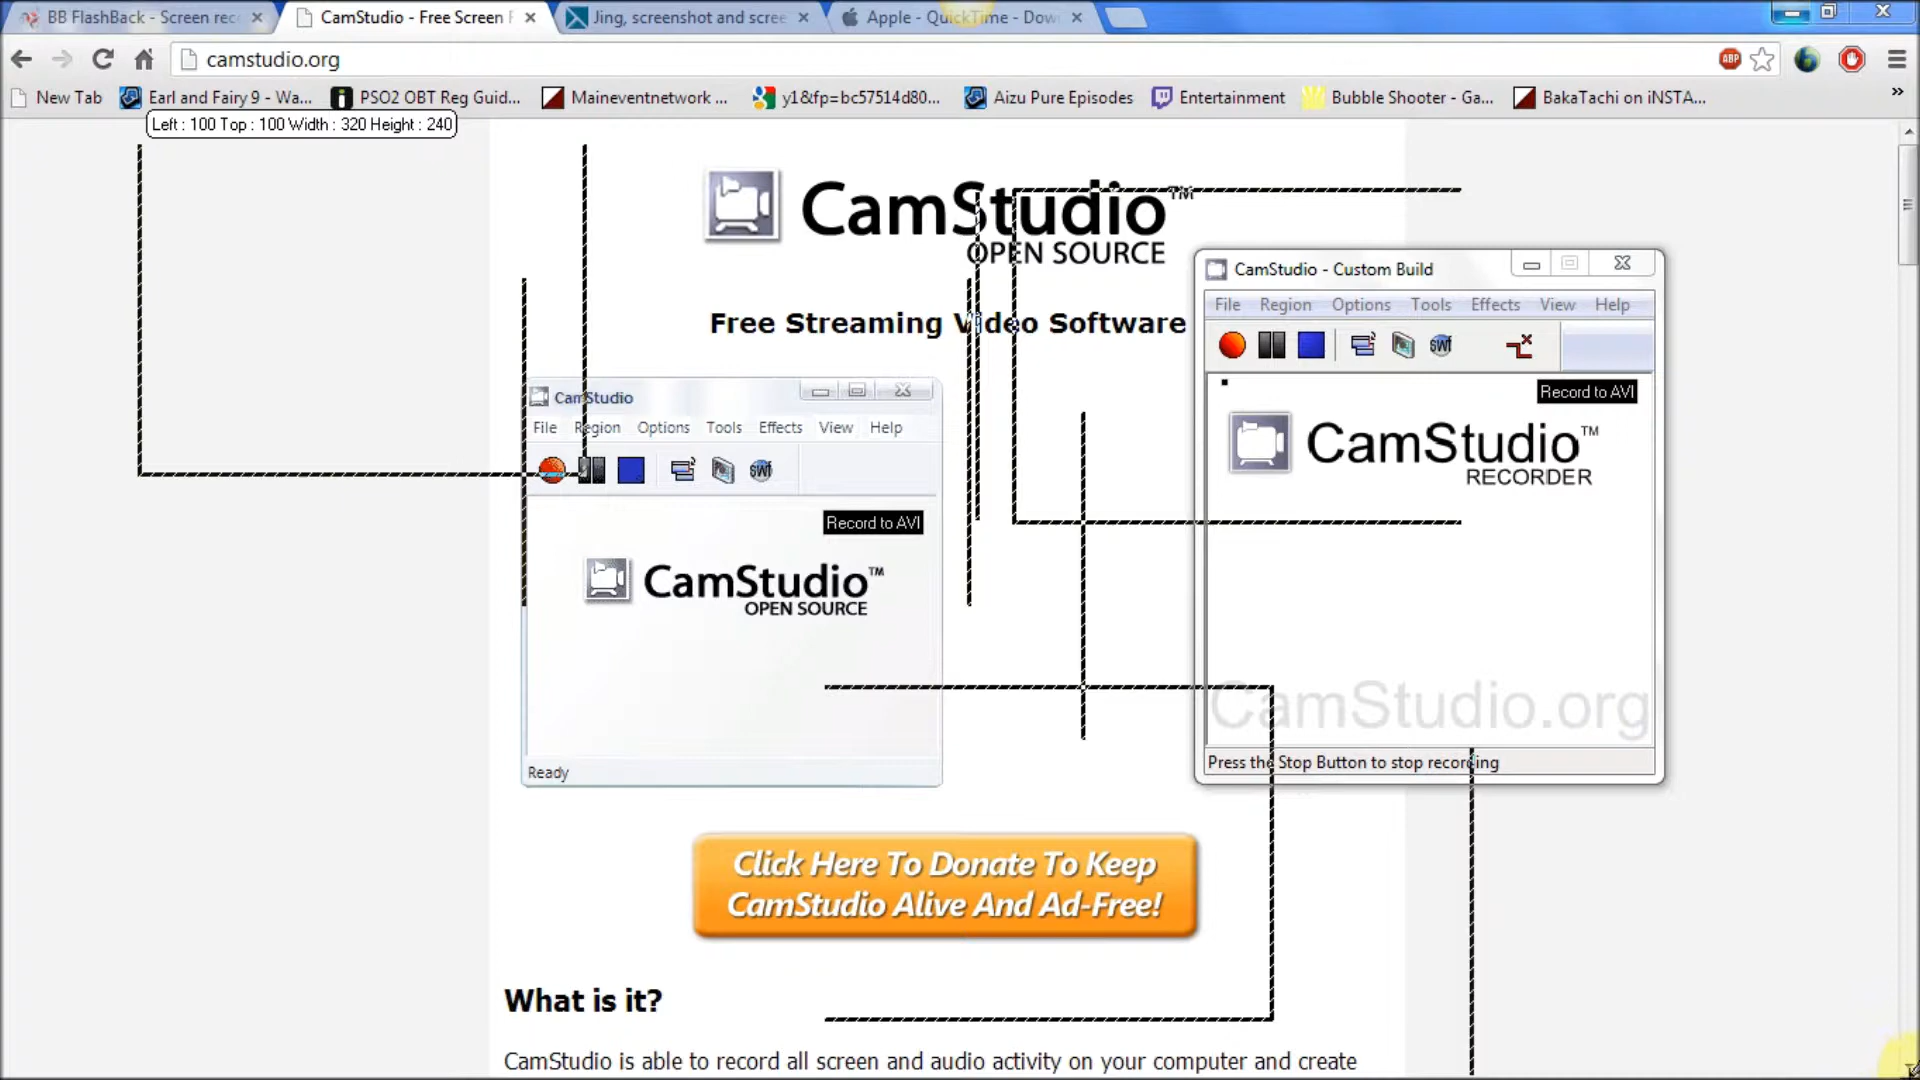 BB FlashBack - Screen rec
CamStudio - Free Screen
Jing, screenshot and scree
Apple - QuickTime - Dow
camstudio.org
ABP
New Tab
Earl and Fairy 9 - Wa...
PSO2 OBT Reg Guid...
Maineventnetwork ...
y1&fp=bc57514d80...
Aizu Pure Episodes
Entertainment
Bubble Shooter - Ga...
BakaTachi on iNSTA...
»
Left : 100 Top : 100 Width : 320 Height : 240
CamStudio™
OPEN SOURCE
Free Streaming Video Software
CamStudio
File Region Options Tools Effects View Help
swf
Record to AVI
CamStudio™
OPEN SOURCE
Ready
CamStudio - Custom Build
File Region Options Tools Effects View Help
swf
Record to AVI
CamStudio™
RECORDER
CamStudio.org
Press the Stop Button to stop recording
Click Here To Donate To Keep
CamStudio Alive And Ad-Free!
What is it?
CamStudio is able to record all screen and audio activity on your computer and create